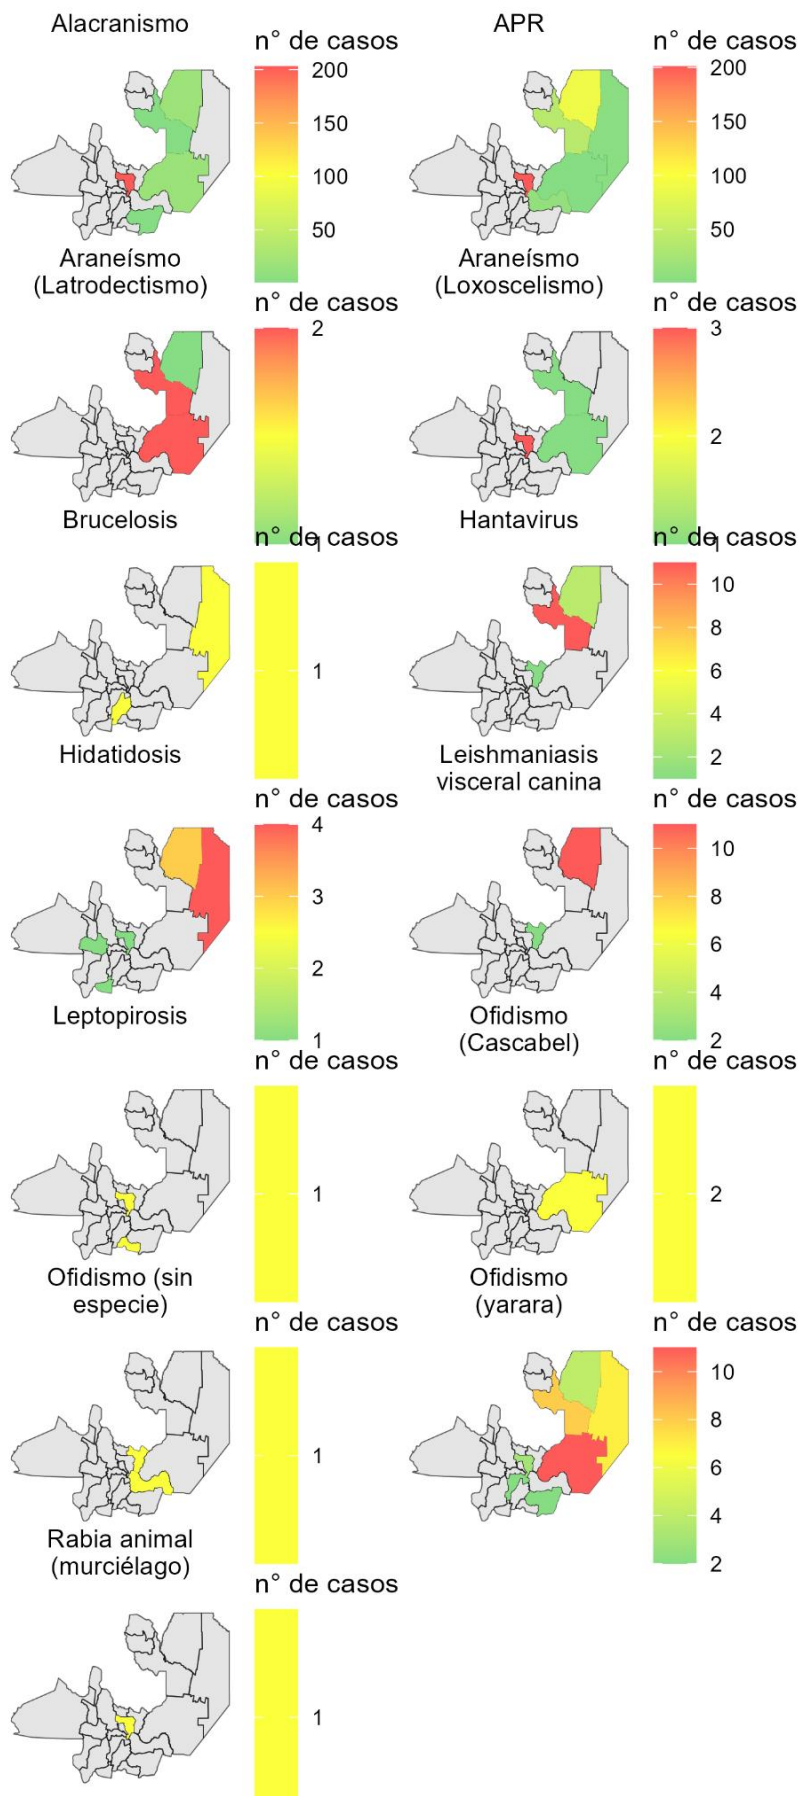 Alacranismo
APR
n° de casos
200
150
100
50
n° de casos
200
150
100
50
Araneísmo
(Latrodectismo)
Araneísmo
(Loxoscelismo)
n° de casos
2
1
n° de casos
3
2
1
Brucelosis
Hantavirus
n° de casos
1
n° de casos
10
8
6
4
2
Hidatidosis
Leishmaniasis
visceral canina
n° de casos
4
3
2
1
n° de casos
10
8
6
4
2
Leptopirosis
Ofidismo
(Cascabel)
n° de casos
1
n° de casos
2
Ofidismo (sin
especie)
Ofidismo
(yarara)
n° de casos
1
n° de casos
10
8
6
4
2
Rabia animal
(murciélago)
n° de casos
1